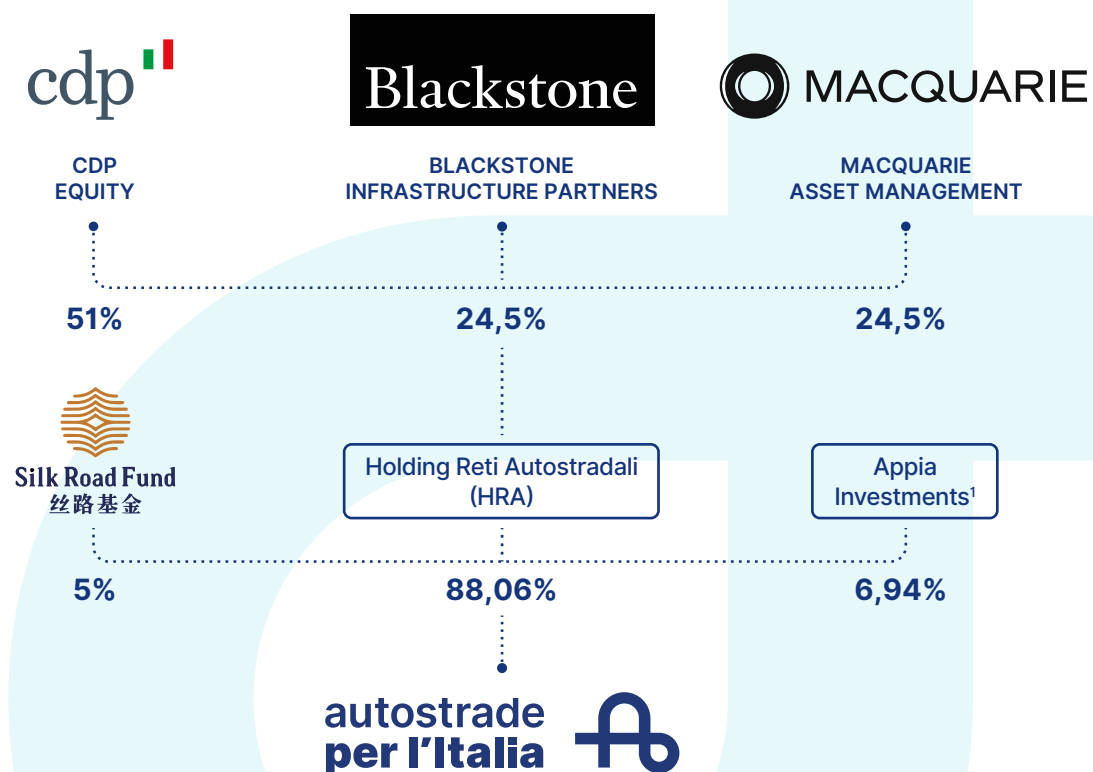 cdp
Blackstone
MACQUARIE
CDP
EQUITY
BLACKSTONE
INFRASTRUCTURE PARTNERS
MACQUARIE
ASSET MANAGEMENT
51%
24,5%
24,5%
Silk Road Fund
丝路基金
Holding Reti Autostradali
(HRA)
Appia
Investments¹
5%
88,06%
6,94%
autostrade
per l'Italia